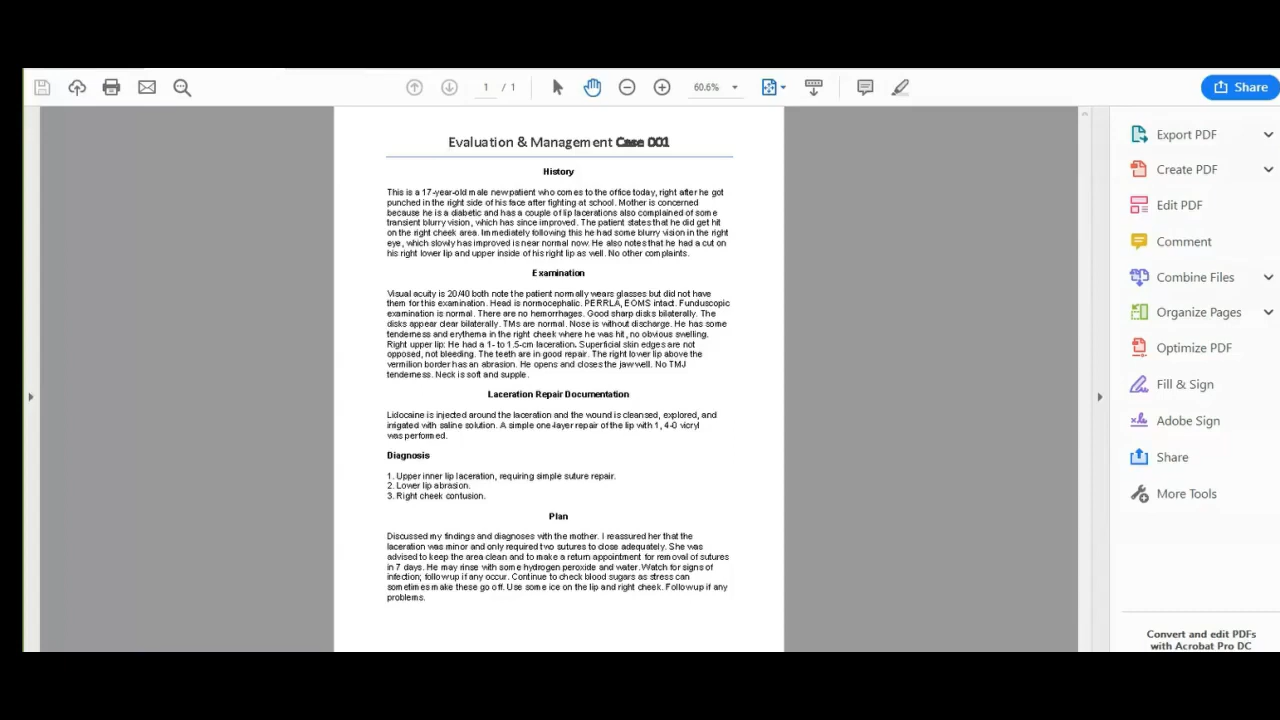 1 / 1
60.6%
Share
Evaluation & Management Case 001
History
This is a 17-year-old male new patient who comes to the office today, right after he got
punched in the right side of his face after fighting at school. Mother is concerned
because he is a diabetic and has a couple of lip lacerations also complained of some
transient blurry vision, which has since improved. The patient states that he did get hit
on the right cheek area. Immediately following this he had some blurry vision in the right
eye, which slowly has improved is near normal now. He also notes that he had a cut on
his right lower lip and upper inside of his right lip as well. No other complaints.
Examination
Visual acuity is 20/40 both note the patient normally wears glasses but did not have
them for this examination. Head is normocephalic. PERRLA, EOMS intact. Funduscopic
examination is normal. There are no hemorrhages. Good sharp disks bilaterally. The
disks appear clear bilaterally. TMs are normal. Nose is without discharge. He has some
tenderness and erythema in the right cheek where he was hit, no obvious swelling.
Right upper lip: He had a 1- to 1.5-cm laceration. Superficial skin edges are not
opposed, not bleeding. The teeth are in good repair. The right lower lip above the
vermilion border has an abrasion. He opens and closes the jaw well. No TMJ
tenderness. Neck is soft and supple.
Laceration Repair Documentation
Lidocaine is injected around the laceration and the wound is cleansed, explored, and
irrigated with saline solution. A simple one-layer repair of the lip with 1, 4-0 vicryl
was performed.
Diagnosis
1. Upper inner lip laceration, requiring simple suture repair.
2. Lower lip abrasion.
3. Right cheek contusion.
Plan
Discussed my findings and diagnoses with the mother. I reassured her that the
laceration was minor and only required two sutures to close adequately. She was
advised to keep the area clean and to make a return appointment for removal of sutures
in 7 days. He may rinse with some hydrogen peroxide and water. Watch for signs of
infection; follow up if any occur. Continue to check blood sugars as stress can
sometimes make these go off. Use some ice on the lip and right cheek. Follow up if any
problems.
Export PDF
Create PDF
Edit PDF
Comment
Combine Files
Organize Pages
Optimize PDF
Fill & Sign
Adobe Sign
Share
More Tools
Convert and edit PDFs
with Acrobat Pro DC